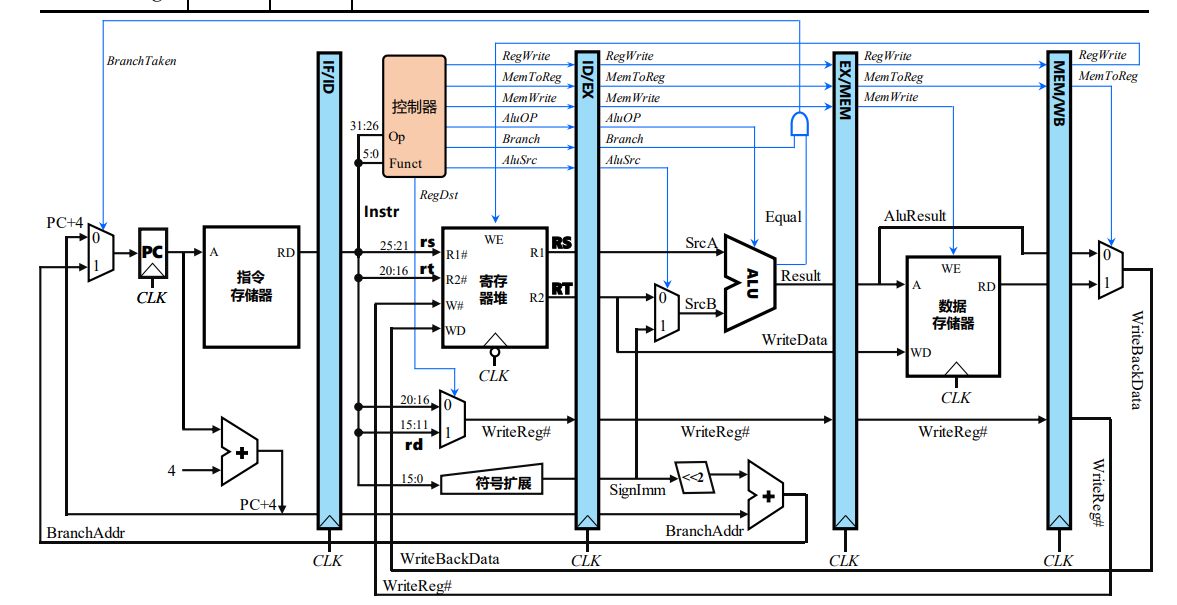 BranchTaken
IF/ID
控制器
31:26
Op
5:0
Funct
RegWrite
MemToReg
MemWrite
AluOP
Branch
AluSrc
RegDst
ID/EX
RegWrite
MemToReg
MemWrite
AluOP
Branch
AluSrc
EX/MEM
RegWrite
MemToReg
MemWrite
MEM/WB
RegWrite
MemToReg
PC+4
0
1
PC
CLK
A
RD
指令
存储器
Instr
25:21
rs
20:16
rt
WE
R1#
R2#
W#
WD
R1
R2
寄存
器堆
CLK
RS
RT
0
1
SrcA
SrcB
ALU
Equal
Result
WriteData
AluResult
WE
A
RD
数据
存储器
WD
CLK
0
1
WriteBackData
20:16
15:11
rd
0
1
WriteReg#
WriteReg#
WriteReg#
WriteReg#
4
+
PC+4
15:0
符号扩展
SignImm
<<2
+
BranchAddr
BranchAddr
CLK
CLK
CLK
CLK
WriteBackData
WriteReg#